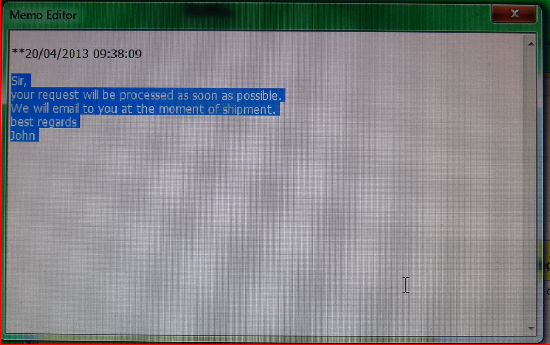 Memo Editor
**20/04/2013 09:38:09
Sir,
your request will be processed as soon as possible.
We will email to you at the moment of shipment.
best regards
John